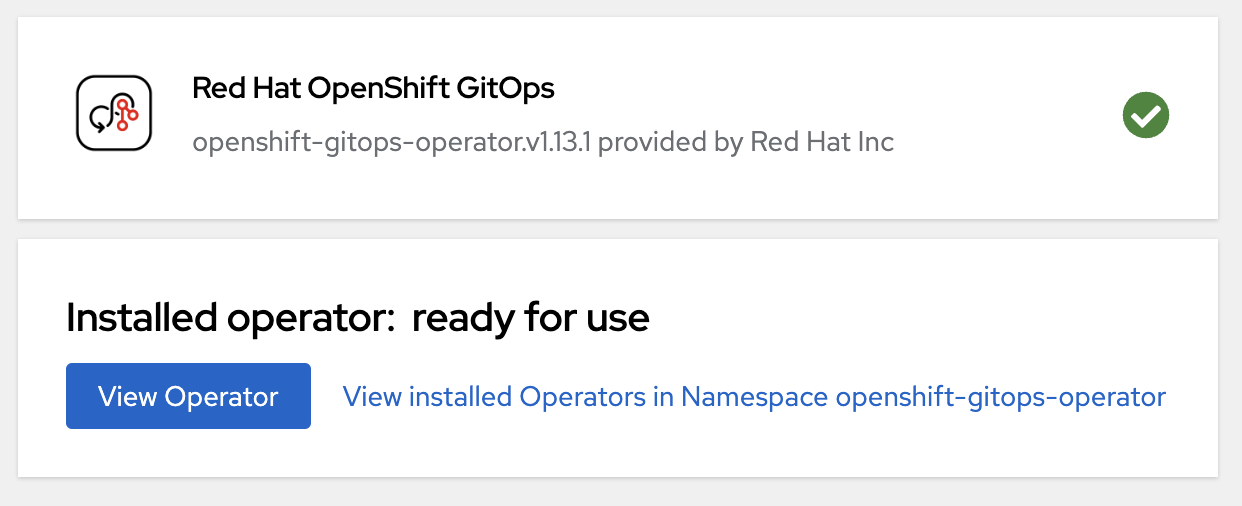 Red Hat OpenShift GitOps
openshift-gitops-operator.v1.13.1 provided by Red Hat Inc
Installed operator: ready for use
View Operator
View installed Operators in Namespace openshift-gitops-operator